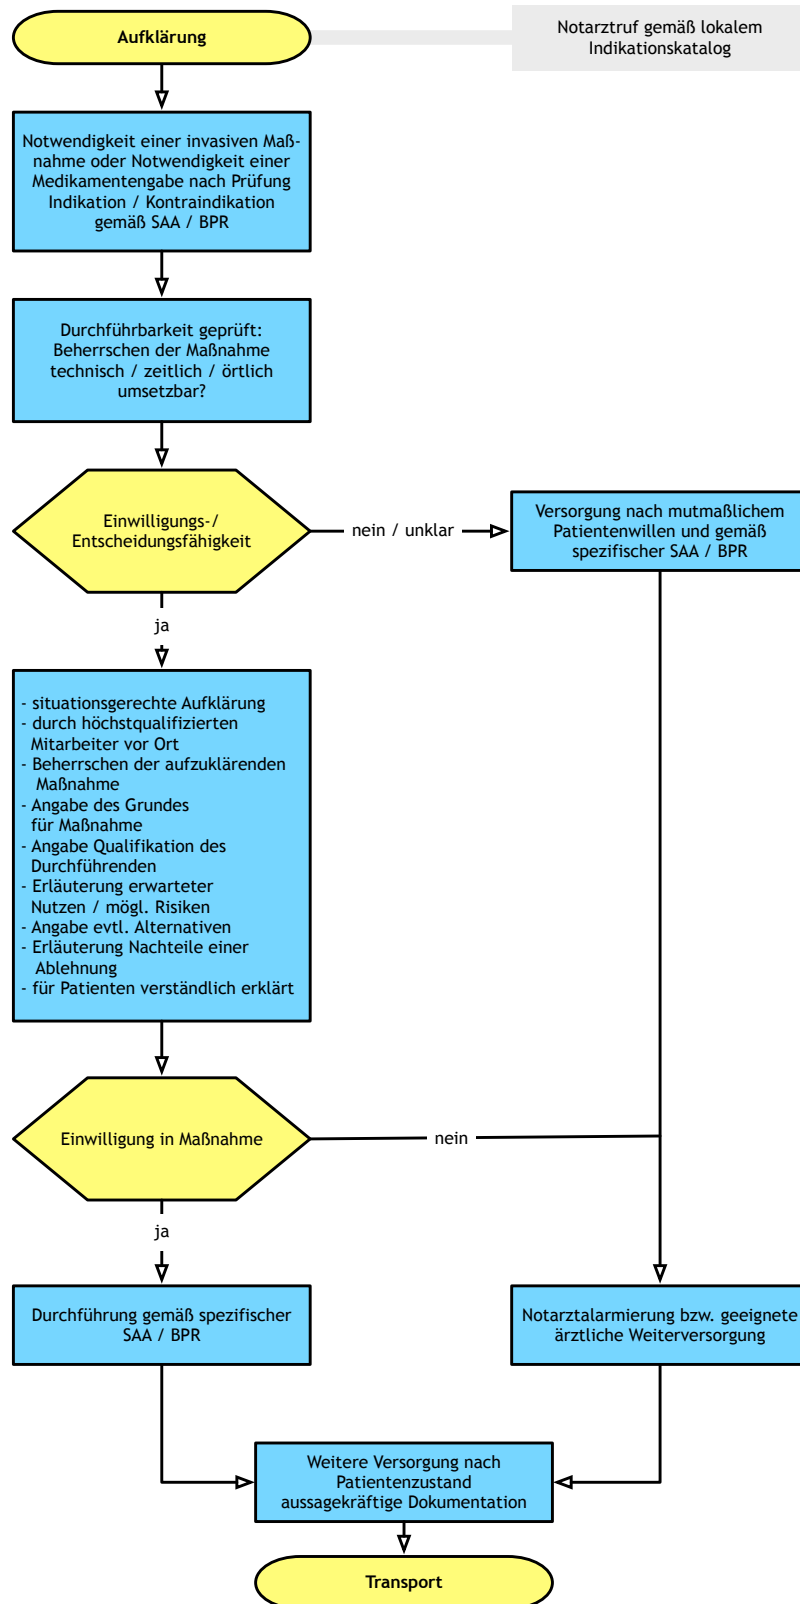 Aufklärung
Notarztruf gemäß lokalem
Indikationskatalog
Notwendigkeit einer invasiven Maß-
nahme oder Notwendigkeit einer
Medikamentengabe nach Prüfung
Indikation / Kontraindikation
gemäß SAA / BPR
Durchführbarkeit geprüft:
Beherrschen der Maßnahme
technisch / zeitlich / örtlich
umsetzbar?
Einwilligungs-/
Entscheidungsfähigkeit
nein / unklar
Versorgung nach mutmaßlichem
Patientenwillen und gemäß
spezifischer SAA / BPR
ja
- situationsgerechte Aufklärung
- durch höchstqualifizierten
Mitarbeiter vor Ort
- Beherrschen der aufzuklärenden
Maßnahme
- Angabe des Grundes
für Maßnahme
- Angabe Qualifikation des
Durchführenden
- Erläuterung erwarteter
Nutzen / mögl. Risiken
- Angabe evtl. Alternativen
- Erläuterung Nachteile einer
Ablehnung
- für Patienten verständlich erklärt
Einwilligung in Maßnahme
nein
ja
Durchführung gemäß spezifischer
SAA / BPR
Notarztalarmierung bzw. geeignete
ärztliche Weiterversorgung
Weitere Versorgung nach
Patientenzustand
aussagekräftige Dokumentation
Transport